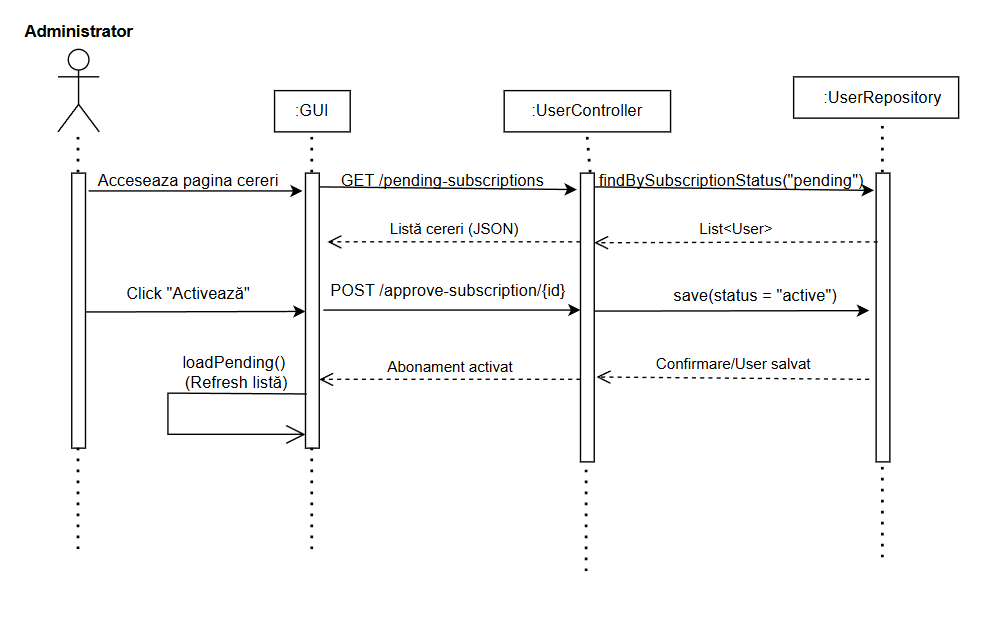 Administrator
:GUI
:UserController
:UserRepository
Acceseaza pagina cereri
GET /pending-subscriptions
findBySubscriptionStatus("pending")
Listă cereri (JSON)
List<User>
Click "Activează"
POST /approve-subscription/{id}
save(status = "active")
loadPending()
(Refresh listă)
Abonament activat
Confirmare/User salvat